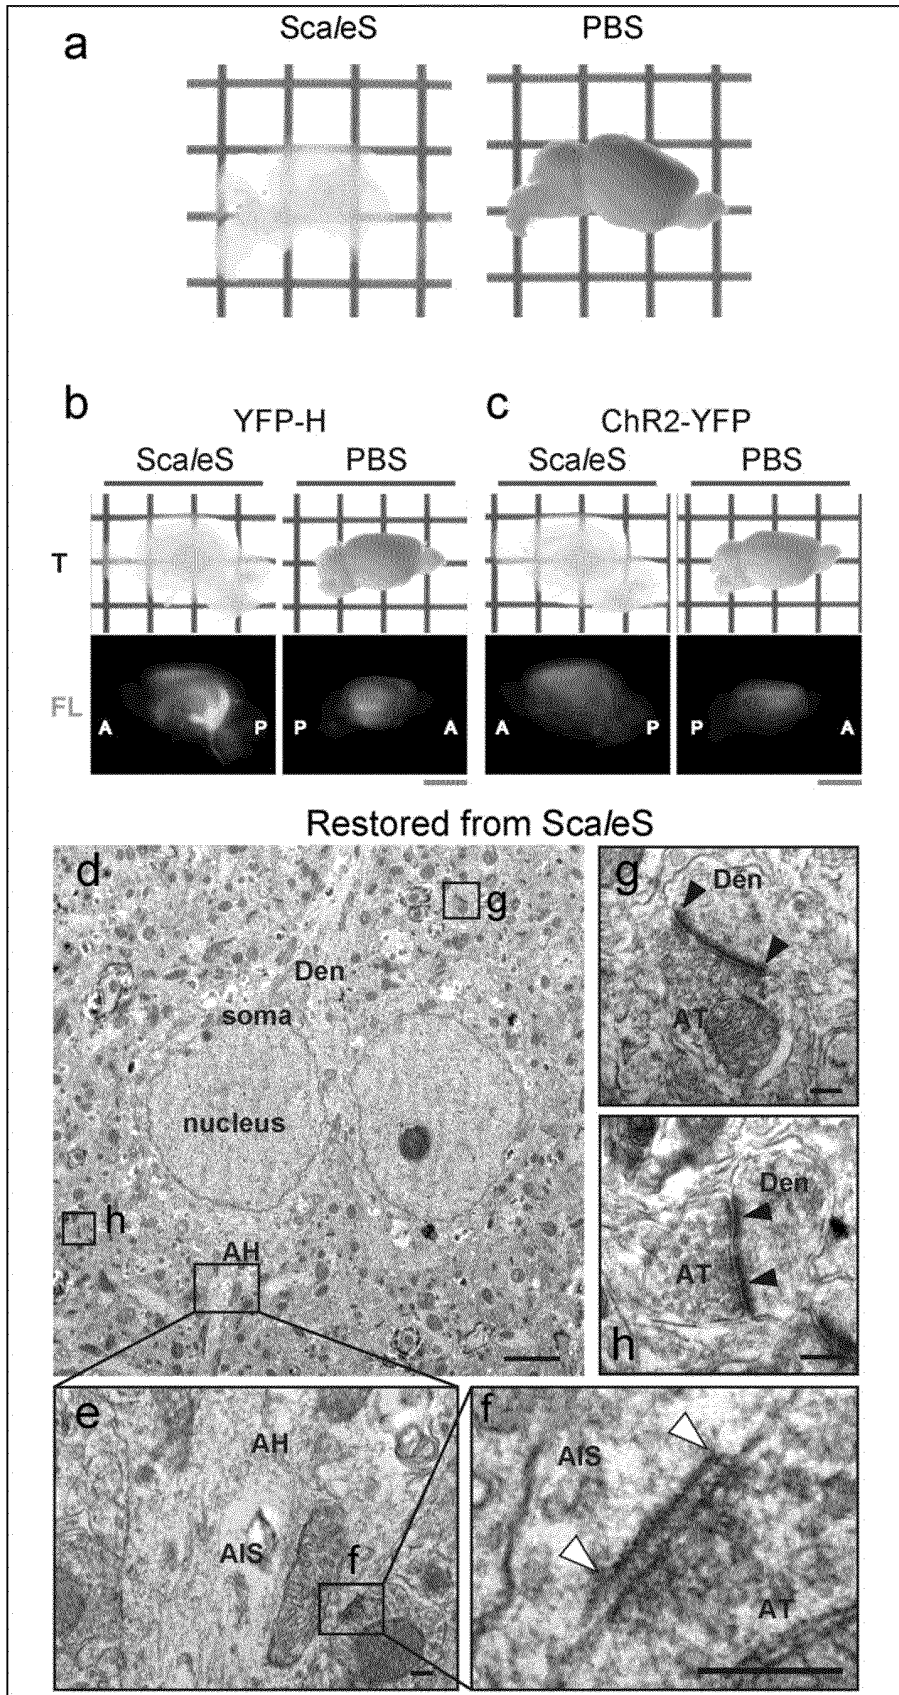 a
ScaleS
PBS
b
YFP-H
ScaleS
PBS
c
ChR2-YFP
ScaleS
PBS
T
FL
A
P
P
A
A
P
P
A
Restored from ScaleS
d
g
Den
soma
nucleus
h
AH
g
Den
AT
Den
AT
h
e
AH
AIS
f
f
AIS
AT